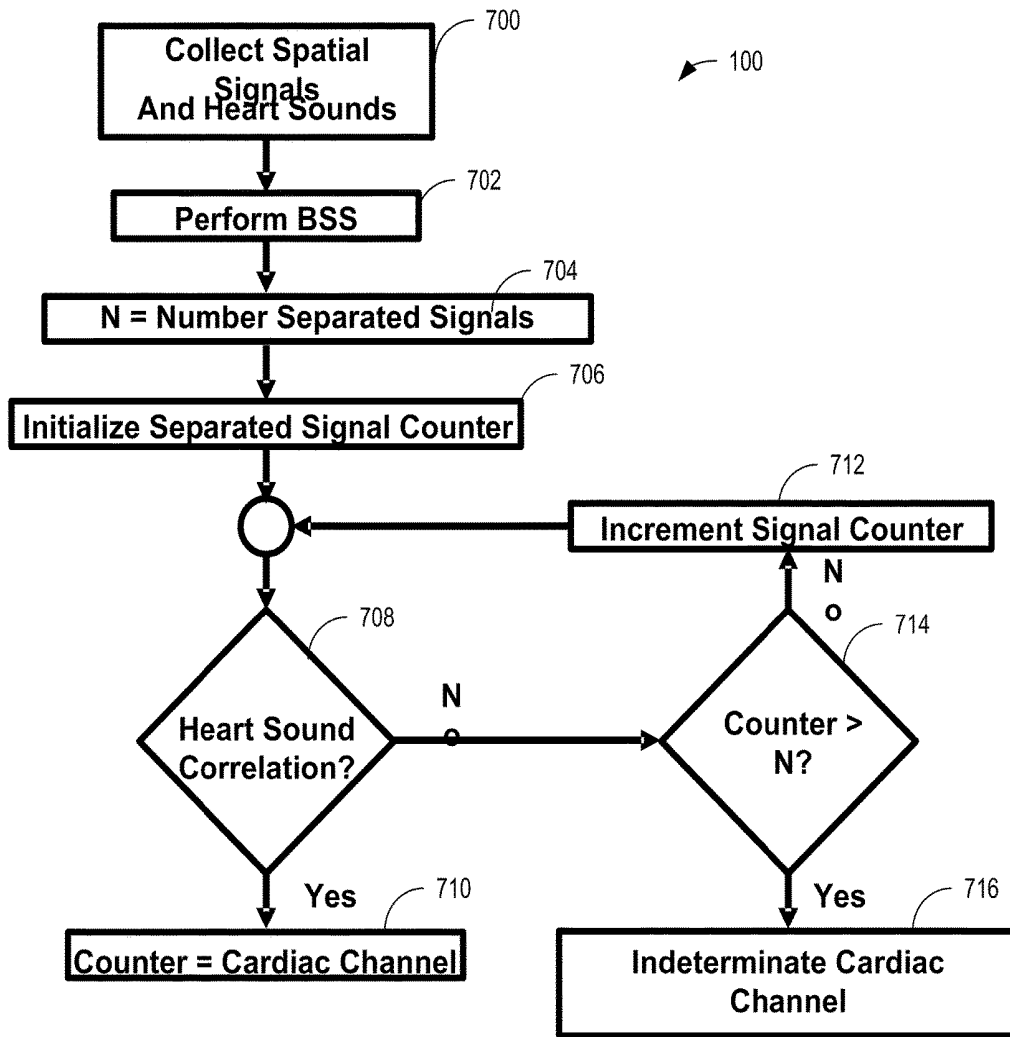 700
Collect Spatial
Signals
And Heart Sounds
100
702
Perform BSS
704
N = Number Separated Signals
706
Initialize Separated Signal Counter
712
Increment Signal Counter
N
o
708
714
Heart Sound
Correlation?
N
o
Counter >
N?
Yes
710
Yes
716
Counter = Cardiac Channel
Indeterminate Cardiac
Channel